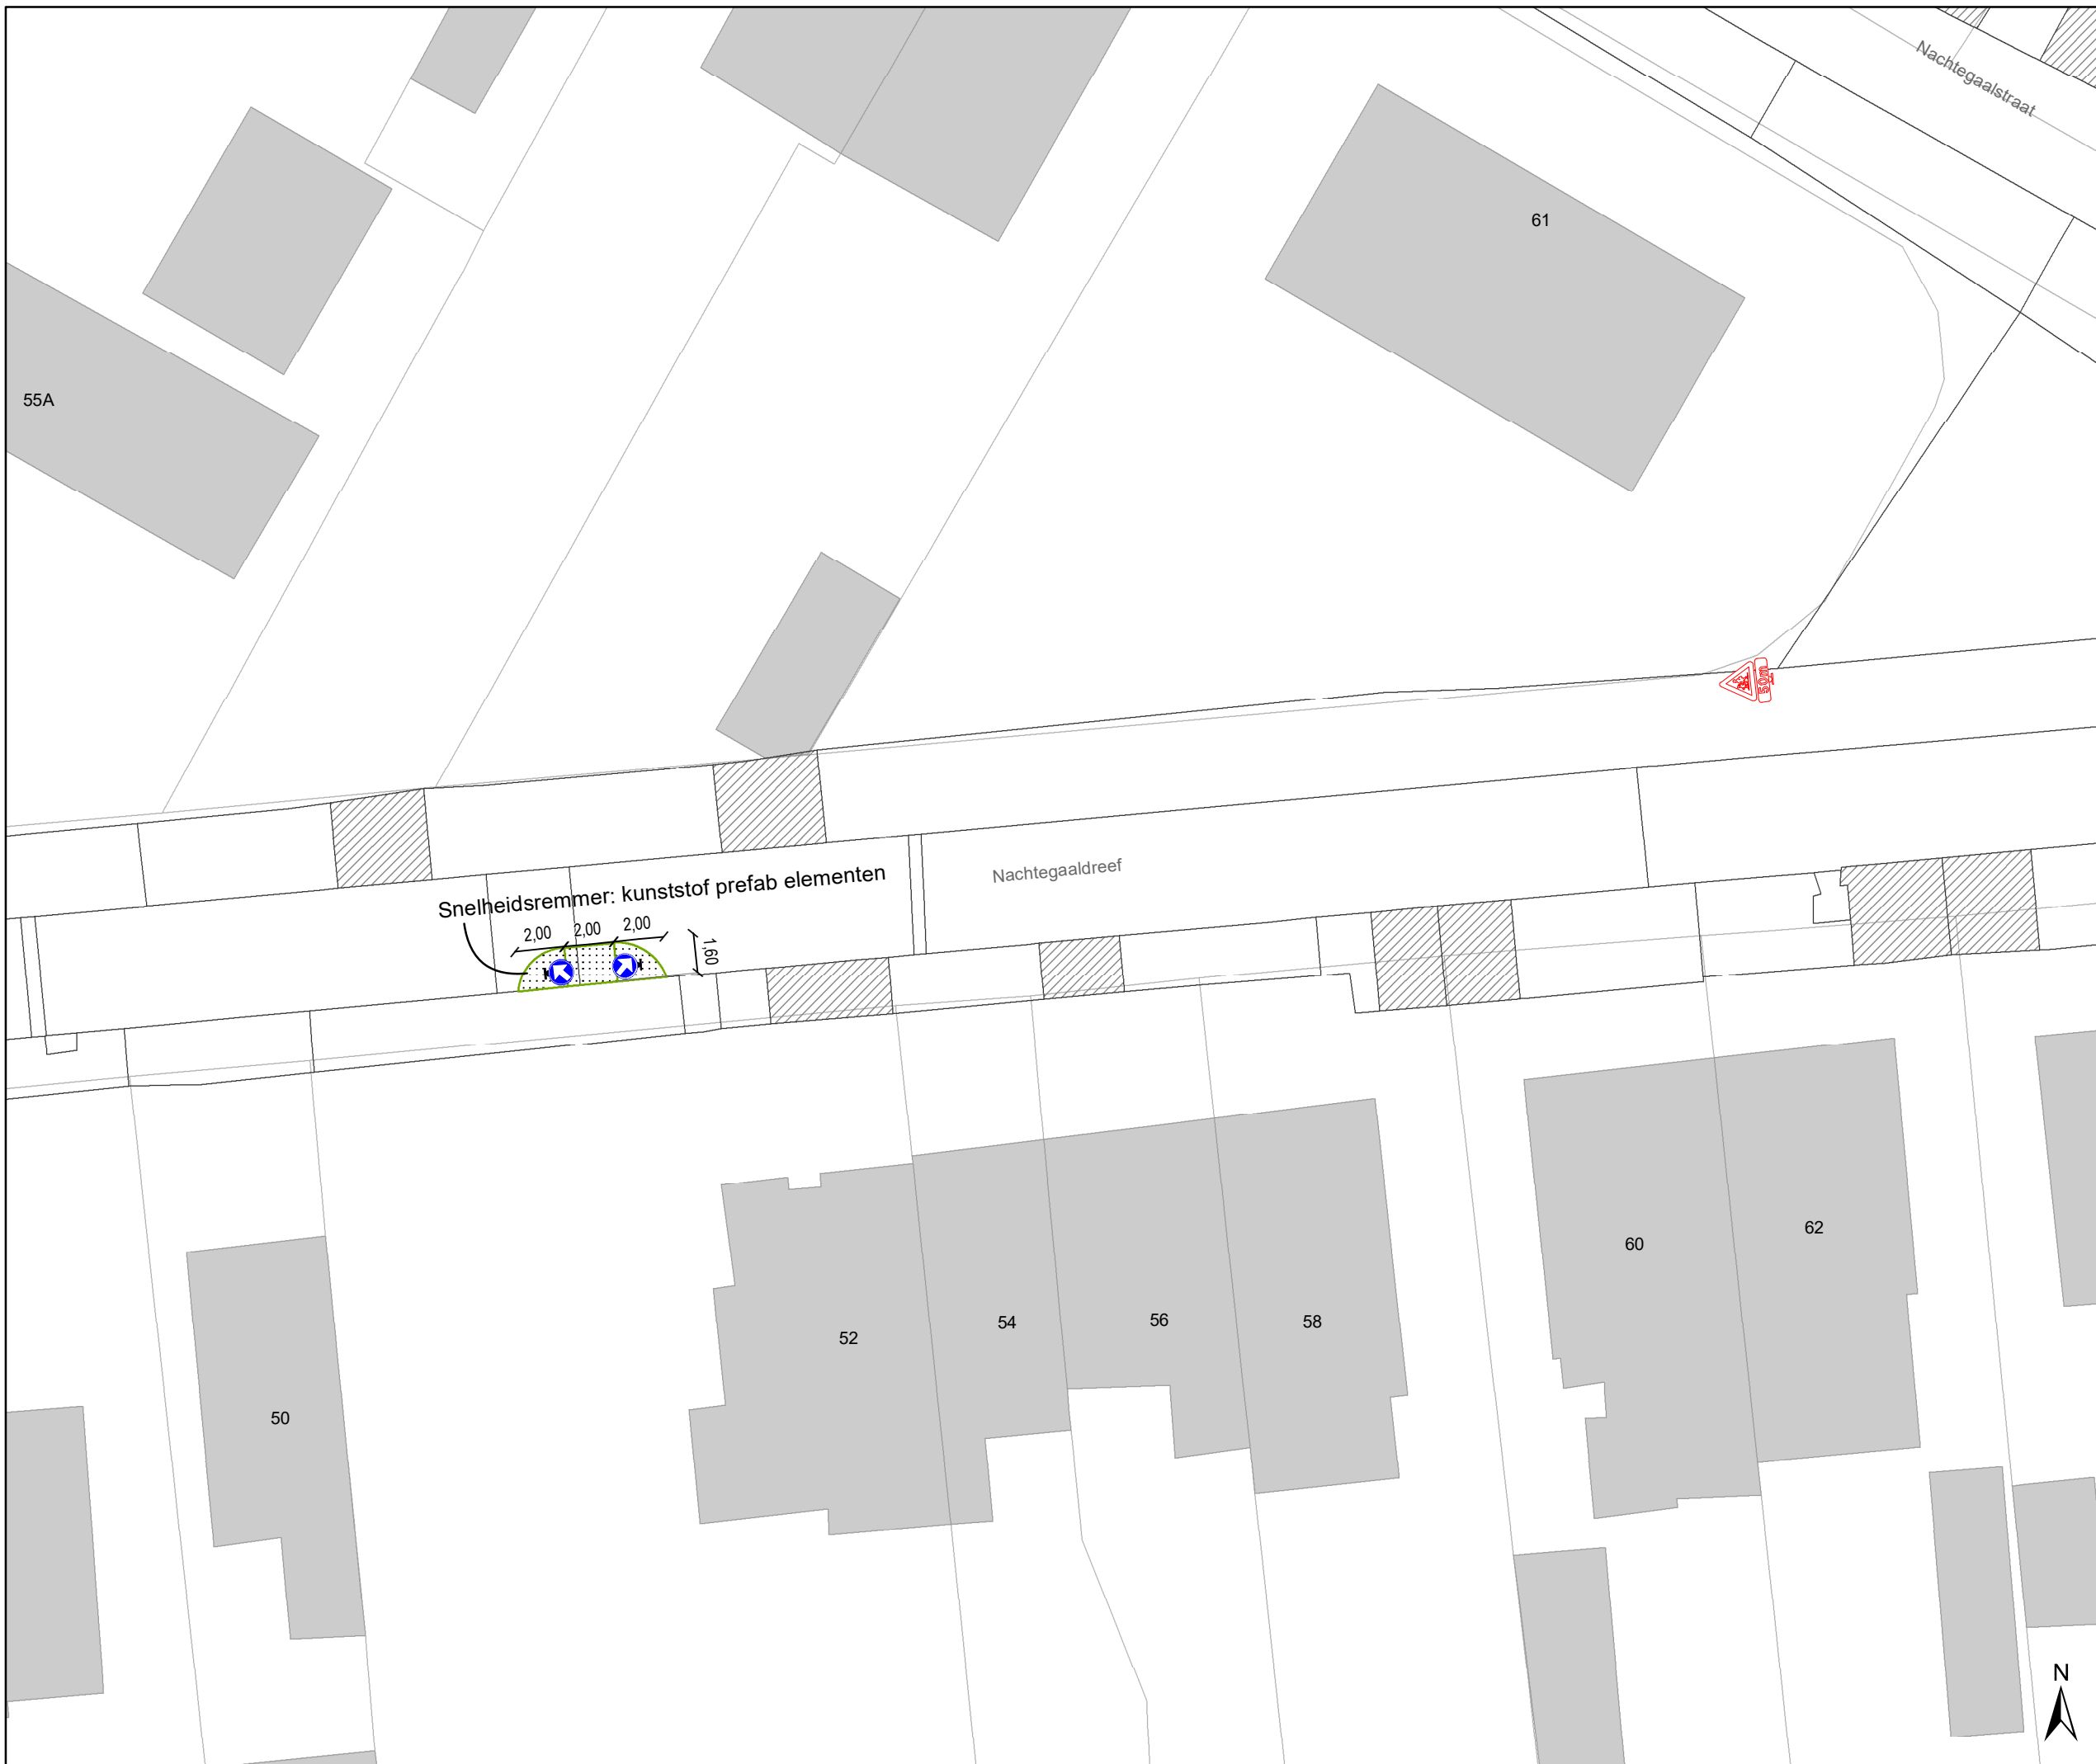 Nachtegaalstraat
61
55A
50m
Nachtegaaldreef
Snelheidsremmer: kunststof prefab elementen
2,00
2,00
2,00
1,60
50
52
54
56
58
60
62
N